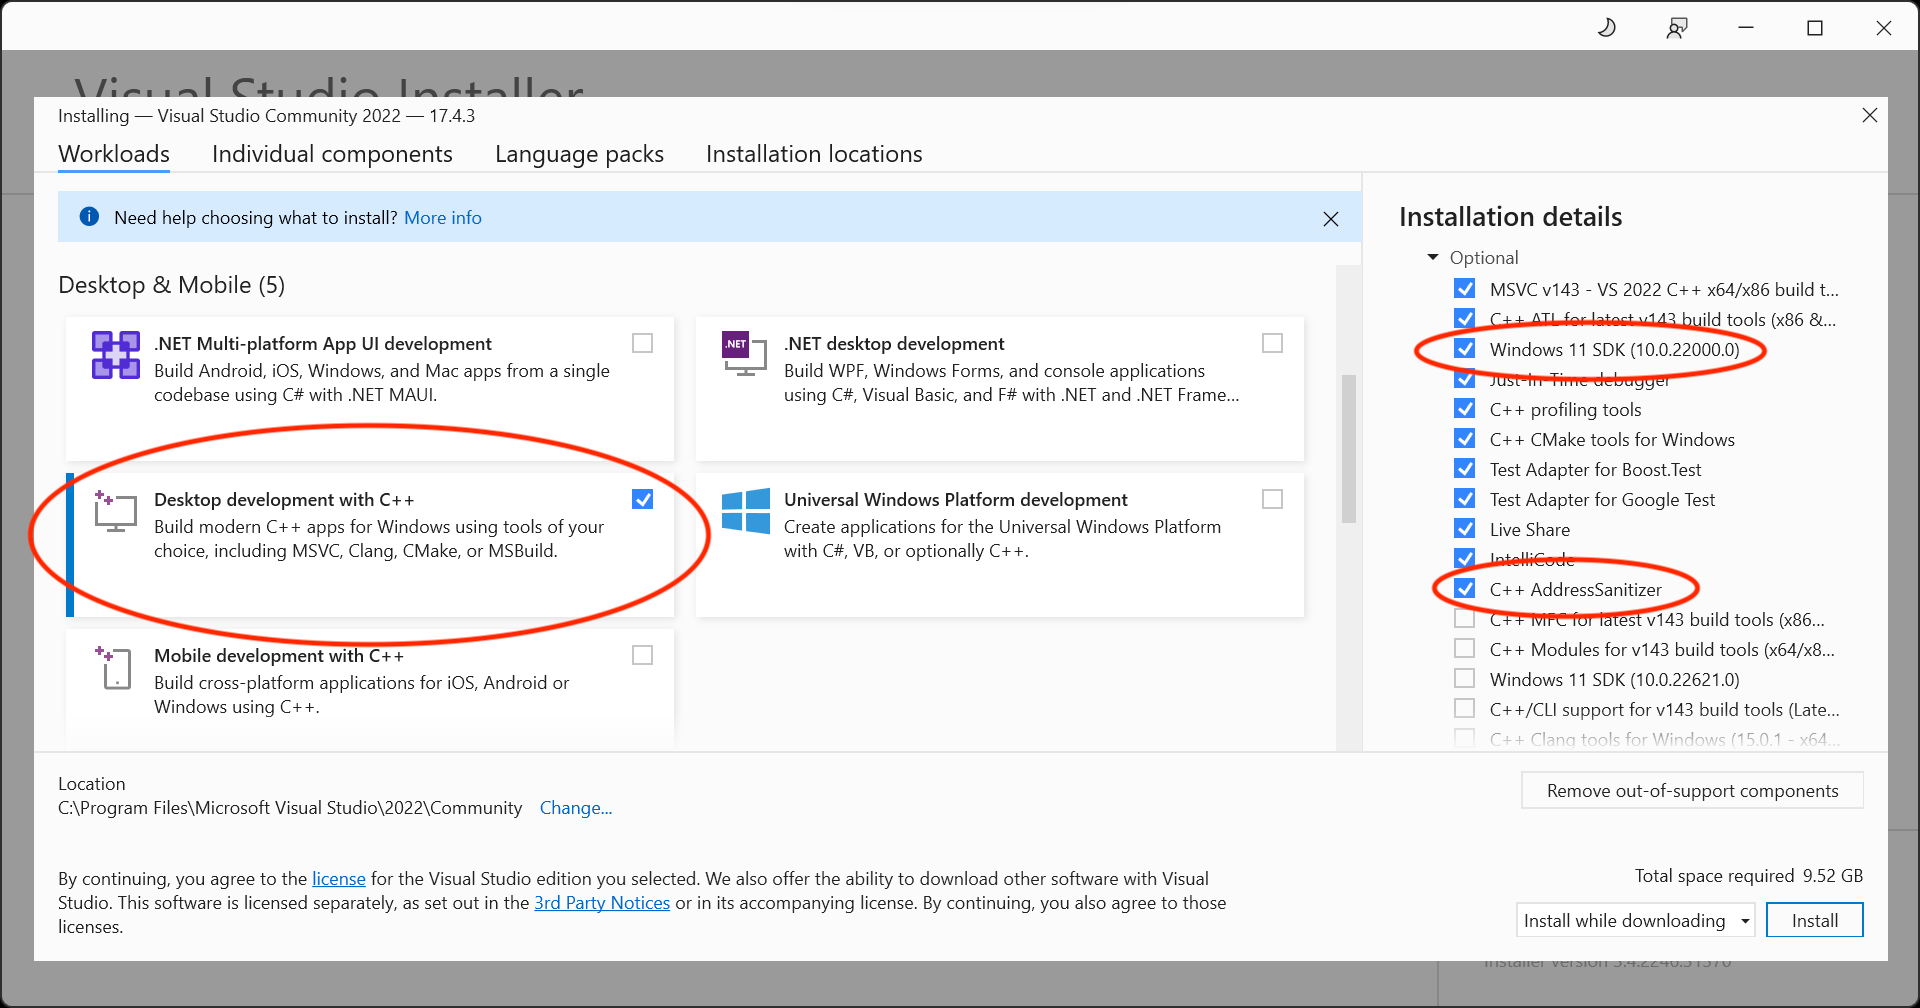 Visual Studio Installer
Installing — Visual Studio Community 2022 — 17.4.3
Workloads
Individual components
Language packs
Installation locations
Need help choosing what to install? More info
Desktop & Mobile (5)
.NET Multi-platform App UI development
Build Android, iOS, Windows, and Mac apps from a single
codebase using C# with .NET MAUI.
.NET
.NET desktop development
Build WPF, Windows Forms, and console applications
using C#, Visual Basic, and F# with .NET and .NET Frame...
Desktop development with C++
Build modern C++ apps for Windows using tools of your
choice, including MSVC, Clang, CMake, or MSBuild.
Universal Windows Platform development
Create applications for the Universal Windows Platform
with C#, VB, or optionally C++.
Mobile development with C++
Build cross-platform applications for iOS, Android or
Windows using C++.
Installation details
Optional
MSVC v143 - VS 2022 C++ x64/x86 build t...
C++ ATL for latest v143 build tools (x86 &...
Windows 11 SDK (10.0.22000.0)
Just-In-Time debugger
C++ profiling tools
C++ CMake tools for Windows
Test Adapter for Boost.Test
Test Adapter for Google Test
Live Share
IntelliCode
C++ AddressSanitizer
C++ MFC for latest v143 build tools (x86...
C++ Modules for v143 build tools (x64/x8...
Windows 11 SDK (10.0.22621.0)
C++/CLI support for v143 build tools (Late...
C++ Clang tools for Windows (15.0.1 - x64...
Location
C:\Program Files\Microsoft Visual Studio\2022\Community Change...
Remove out-of-support components
By continuing, you agree to the license for the Visual Studio edition you selected. We also offer the ability to download other software with Visual
Studio. This software is licensed separately, as set out in the 3rd Party Notices or in its accompanying license. By continuing, you also agree to those
licenses.
Total space required 9.52 GB
Install while downloading
Install
Installer version